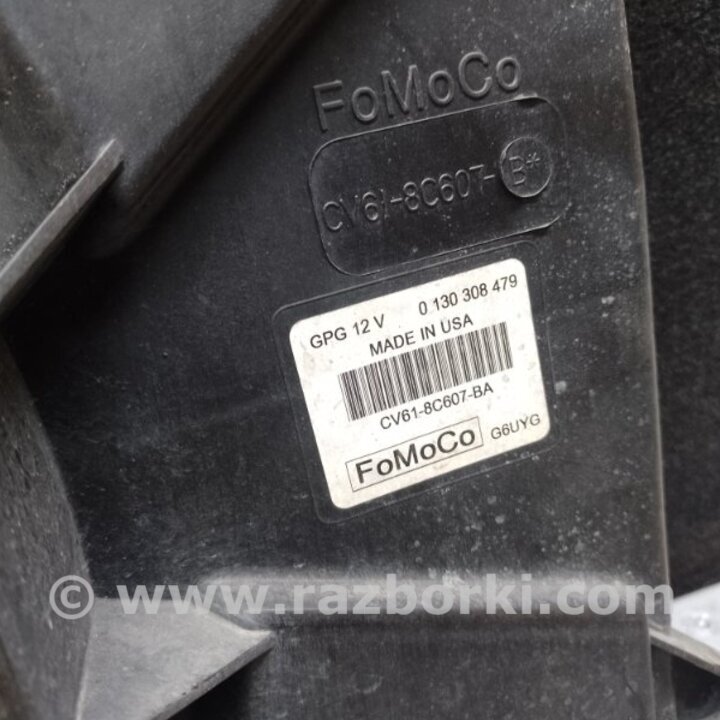 FoMoCo
CV61-8C607-B**
GPG 12 V 0 130 308 479
MADE IN USA
CV61-8C607-BA
FoMoCo G6UYG
© www.razborki.com